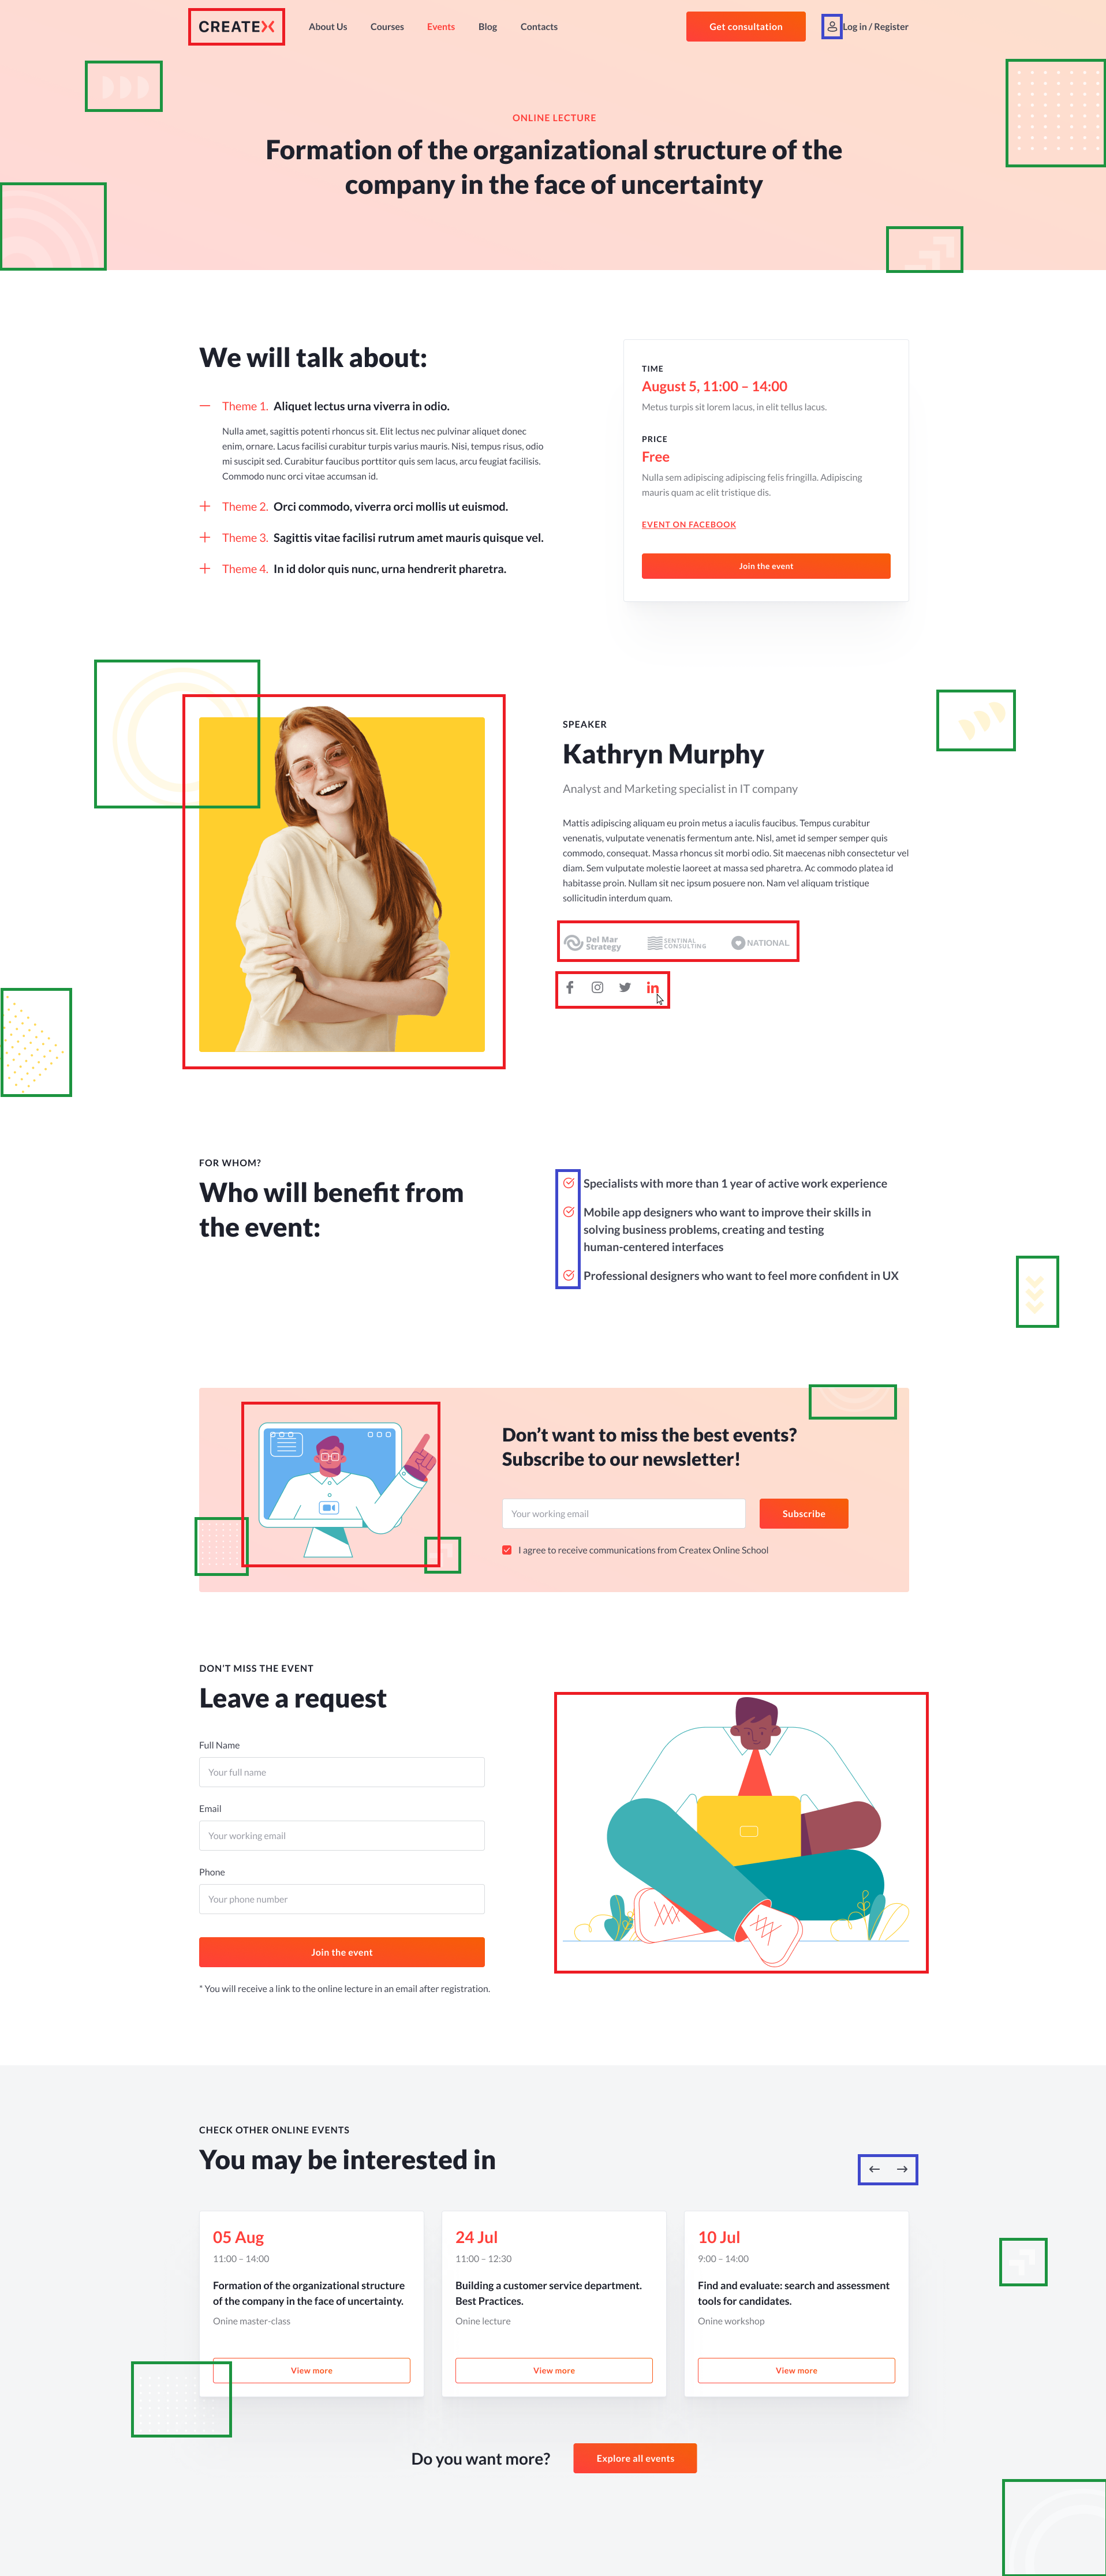 CREATEX
About Us
Courses
Events
Blog
Contacts
Get consultation
Log in / Register
ONLINE LECTURE
Formation of the organizational structure of the
company in the face of uncertainty
We will talk about:
Theme 1. Aliquet lectus urna viverra in odio.
Nulla amet, sagittis potenti rhoncus sit. Elit lectus nec pulvinar aliquet donec
enim, ornare. Lacus facilisi curabitur turpis varius mauris. Nisi, tempus risus, odio
mi suscipit sed. Curabitur faucibus porttitor quis sem lacus, arcu feugiat facilisis.
Commodo nunc orci vitae accumsan id.
Theme 2. Orci commodo, viverra orci mollis ut euismod.
Theme 3. Sagittis vitae facilisi rutrum amet mauris quisque vel.
Theme 4. In id dolor quis nunc, urna hendrerit pharetra.
TIME
August 5, 11:00 – 14:00
Metus turpis sit lorem lacus, in elit tellus lacus.
PRICE
Free
Nulla sem adipiscing adipiscing felis fringilla. Adipiscing
mauris quam ac elit tristique dis.
EVENT ON FACEBOOK
Join the event
SPEAKER
Kathryn Murphy
Analyst and Marketing specialist in IT company
Mattis adipiscing aliquam eu proin metus a iaculis faucibus. Tempus curabitur
venenatis, vulputate venenatis fermentum ante. Nisl, amet id semper semper quis
commodo, consequat. Massa rhoncus sit morbi odio. Sit maecenas nibh consectetur vel
diam. Sem vulputate molestie laoreet at massa sed pharetra. Ac commodo platea id
habitasse proin. Nullam sit nec ipsum posuere non. Nam vel aliquam tristique
sollicitudin interdum quam.
Del Mar
Strategy
SENTINAL
CONSULTING
NATIONAL
FOR WHOM?
Who will benefit from
the event:
Specialists with more than 1 year of active work experience
Mobile app designers who want to improve their skills in
solving business problems, creating and testing
human-centered interfaces
Professional designers who want to feel more confident in UX
Don’t want to miss the best events?
Subscribe to our newsletter!
Your working email
Subscribe
I agree to receive communications from Createx Online School
DON’T MISS THE EVENT
Leave a request
Full Name
Your full name
Email
Your working email
Phone
Your phone number
Join the event
* You will receive a link to the online lecture in an email after registration.
CHECK OTHER ONLINE EVENTS
You may be interested in
05 Aug
11:00 – 14:00
Formation of the organizational structure
of the company in the face of uncertainty.
Onine master-class
View more
24 Jul
11:00 – 12:30
Building a customer service department.
Best Practices.
Onine lecture
View more
10 Jul
9:00 – 14:00
Find and evaluate: search and assessment
tools for candidates.
Onine workshop
View more
Do you want more?
Explore all events